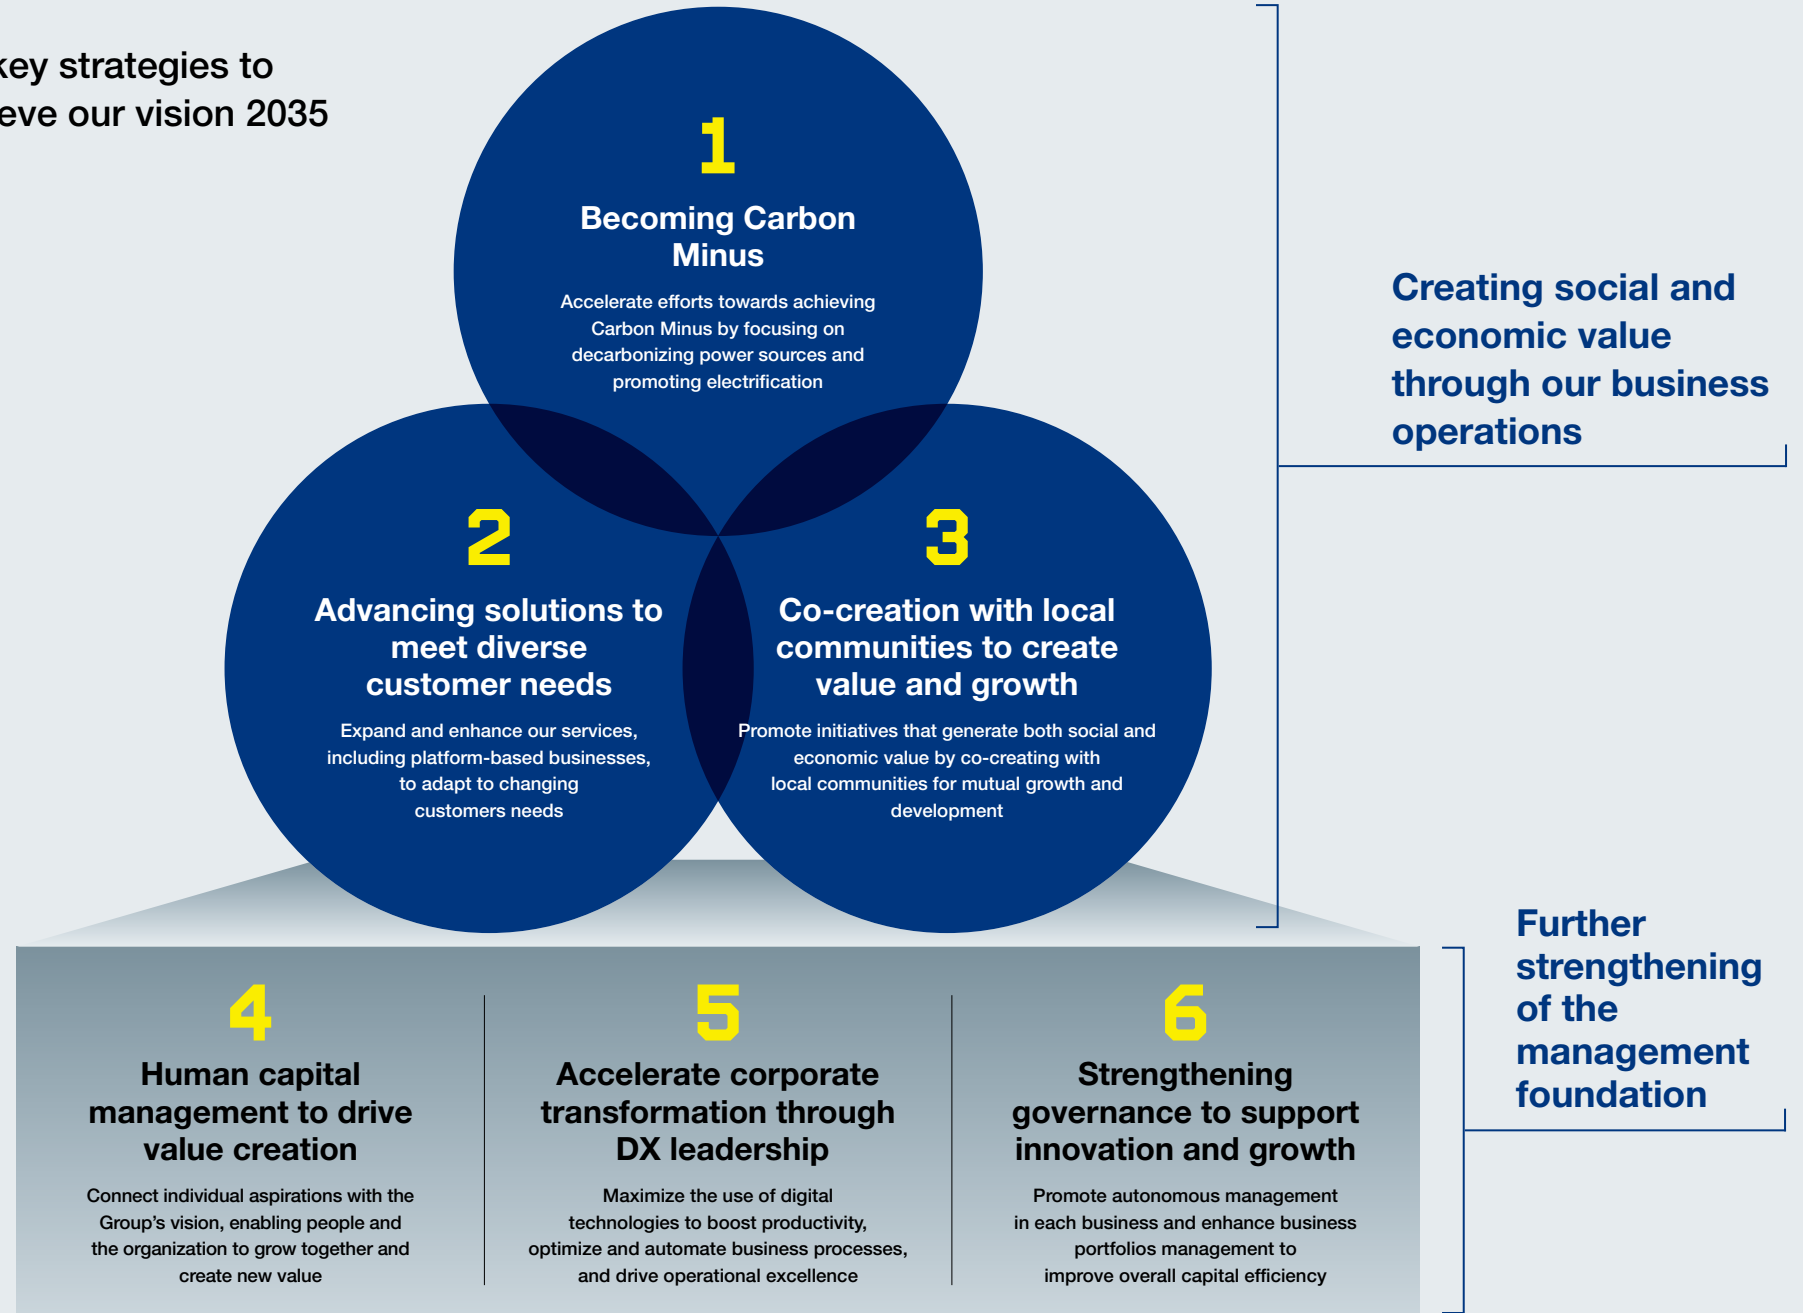 key strategies to
eve our vision 2035
1
Becoming Carbon
Minus
Accelerate efforts towards achieving
Carbon Minus by focusing on
decarbonizing power sources and
promoting electrification
2
Advancing solutions to
meet diverse
customer needs
Expand and enhance our services,
including platform-based businesses,
to adapt to changing
customers needs
3
Co-creation with local
communities to create
value and growth
Promote initiatives that generate both social and
economic value by co-creating with
local communities for mutual growth and
development
Creating social and
economic value
through our business
operations
4
Human capital
management to drive
value creation
Connect individual aspirations with the
Group’s vision, enabling people and
the organization to grow together and
create new value
5
Accelerate corporate
transformation through
DX leadership
Maximize the use of digital
technologies to boost productivity,
optimize and automate business processes,
and drive operational excellence
6
Strengthening
governance to support
innovation and growth
Promote autonomous management
in each business and enhance business
portfolios management to
improve overall capital efficiency
Further
strengthening
of the
management
foundation